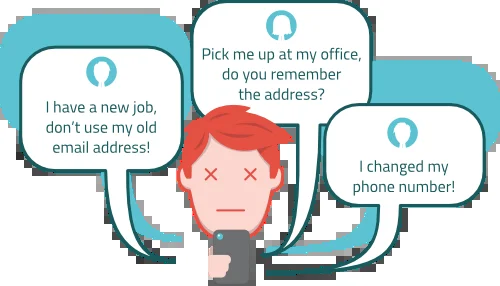 I have a new job,
don't use my old
email address!
Pick me up at my office,
do you remember
the address?
I changed my
phone number!